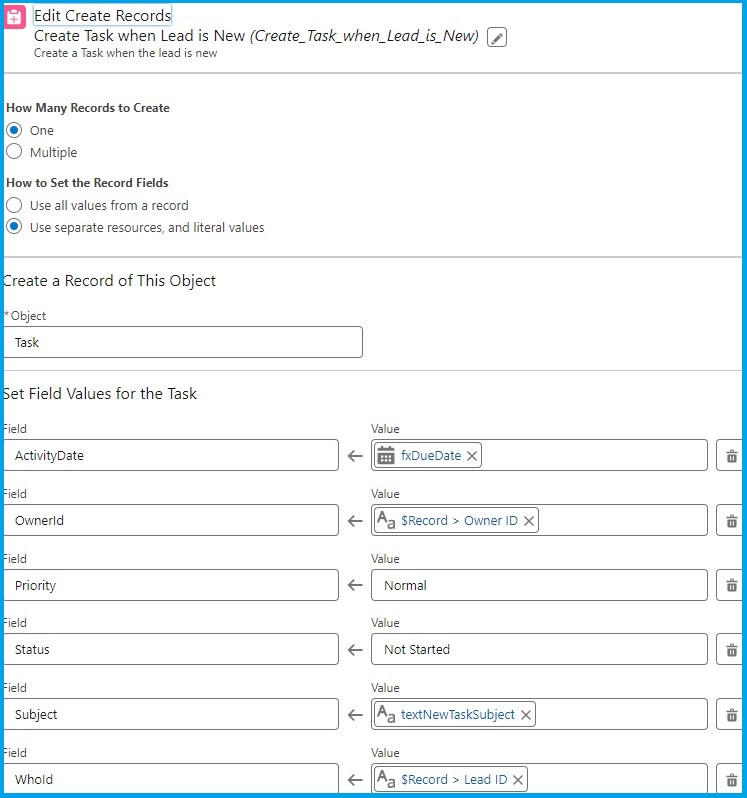 Edit Create Records
Create Task when Lead is New (Create_Task_when_Lead_is_New)
Create a Task when the lead is new
How Many Records to Create
One
Multiple
How to Set the Record Fields
Use all values from a record
Use separate resources, and literal values
Create a Record of This Object
* Object
Task
Set Field Values for the Task
Field Value
ActivityDate ← fxDueDate ×
Field Value
OwnerId ← Aa $Record > Owner ID ×
Field Value
Priority ← Normal
Field Value
Status ← Not Started
Field Value
Subject ← Aa textNewTaskSubject ×
Field Value
WhoId ← Aa $Record > Lead ID ×